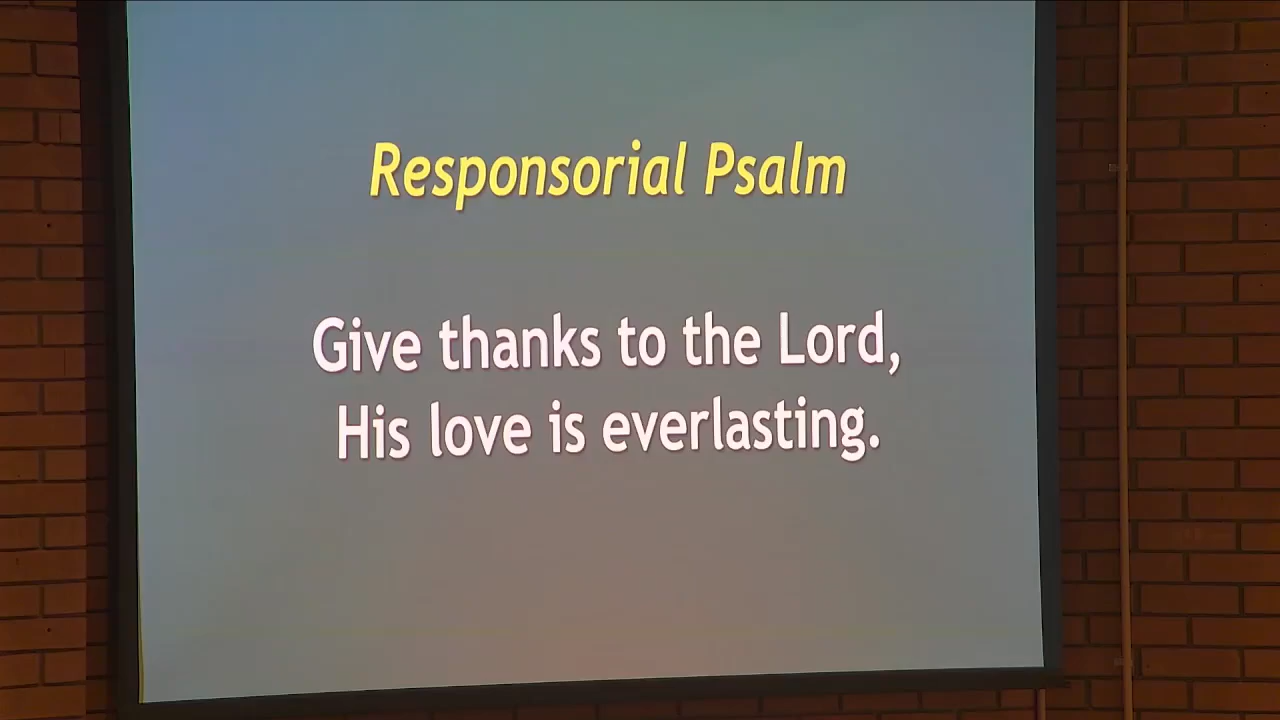 Responsorial Psalm
Give thanks to the Lord,
His love is everlasting.